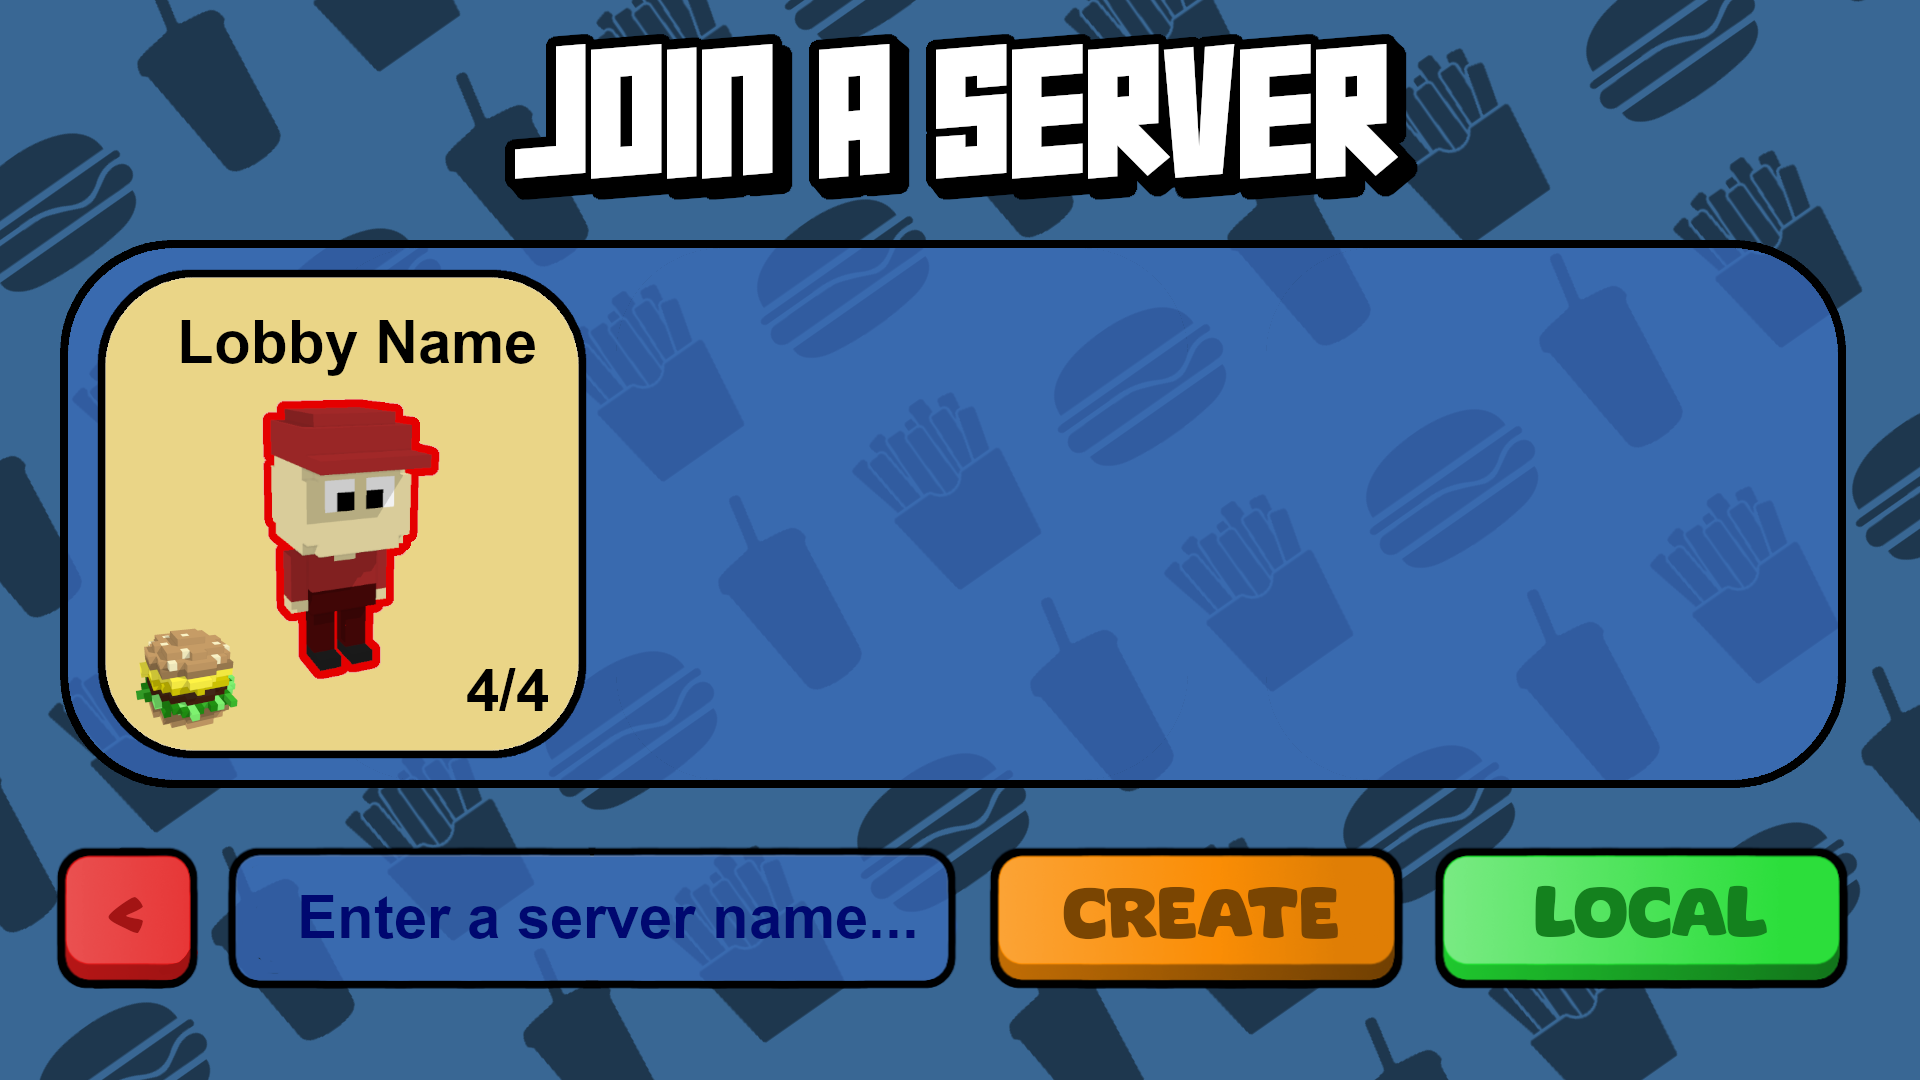 JOIN A SERVER
Lobby Name
4/4
<
Enter a server name...
CREATE
LOCAL